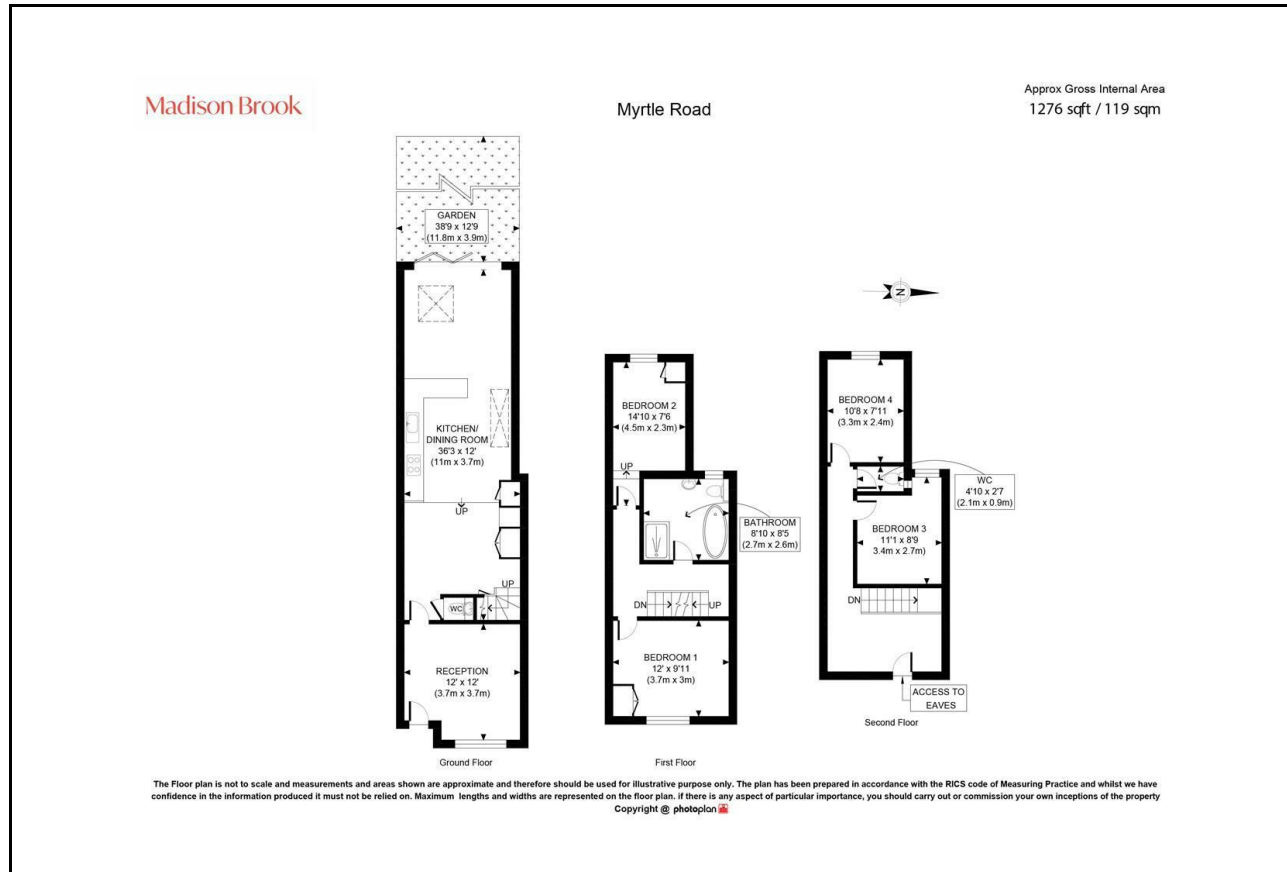 Madison Brook
Myrtle Road
Approx Gross Internal Area
1276 sqft / 119 sqm
GARDEN
38'9 x 12'9
(11.8m x 3.9m)
KITCHEN/
DINING ROOM
36'3 x 12'
(11m x 3.7m)
UP
UP
WC
RECEPTION
12' x 12'
(3.7m x 3.7m)
Ground Floor
BEDROOM 2
14'10 x 7'6
(4.5m x 2.3m)
UP
BATHROOM
8'10 x 8'5
(2.7m x 2.6m)
DN
UP
BEDROOM 1
12' x 9'11
(3.7m x 3m)
First Floor
N
BEDROOM 4
10'8 x 7'11
(3.3m x 2.4m)
WC
4'10 x 2'7
(2.1m x 0.9m)
BEDROOM 3
11'1 x 8'9
3.4m x 2.7m)
DN
ACCESS TO
EAVES
Second Floor
The Floor plan is not to scale and measurements and areas shown are approximate and therefore should be used for illustrative purpose only. The plan has been prepared in accordance with the RICS code of Measuring Practice and whilst we have
confidence in the information produced it must not be relied on. Maximum lengths and widths are represented on the floor plan. if there is any aspect of particular importance, you should carry out or commission your own inceptions of the property
Copyright @ photoplan